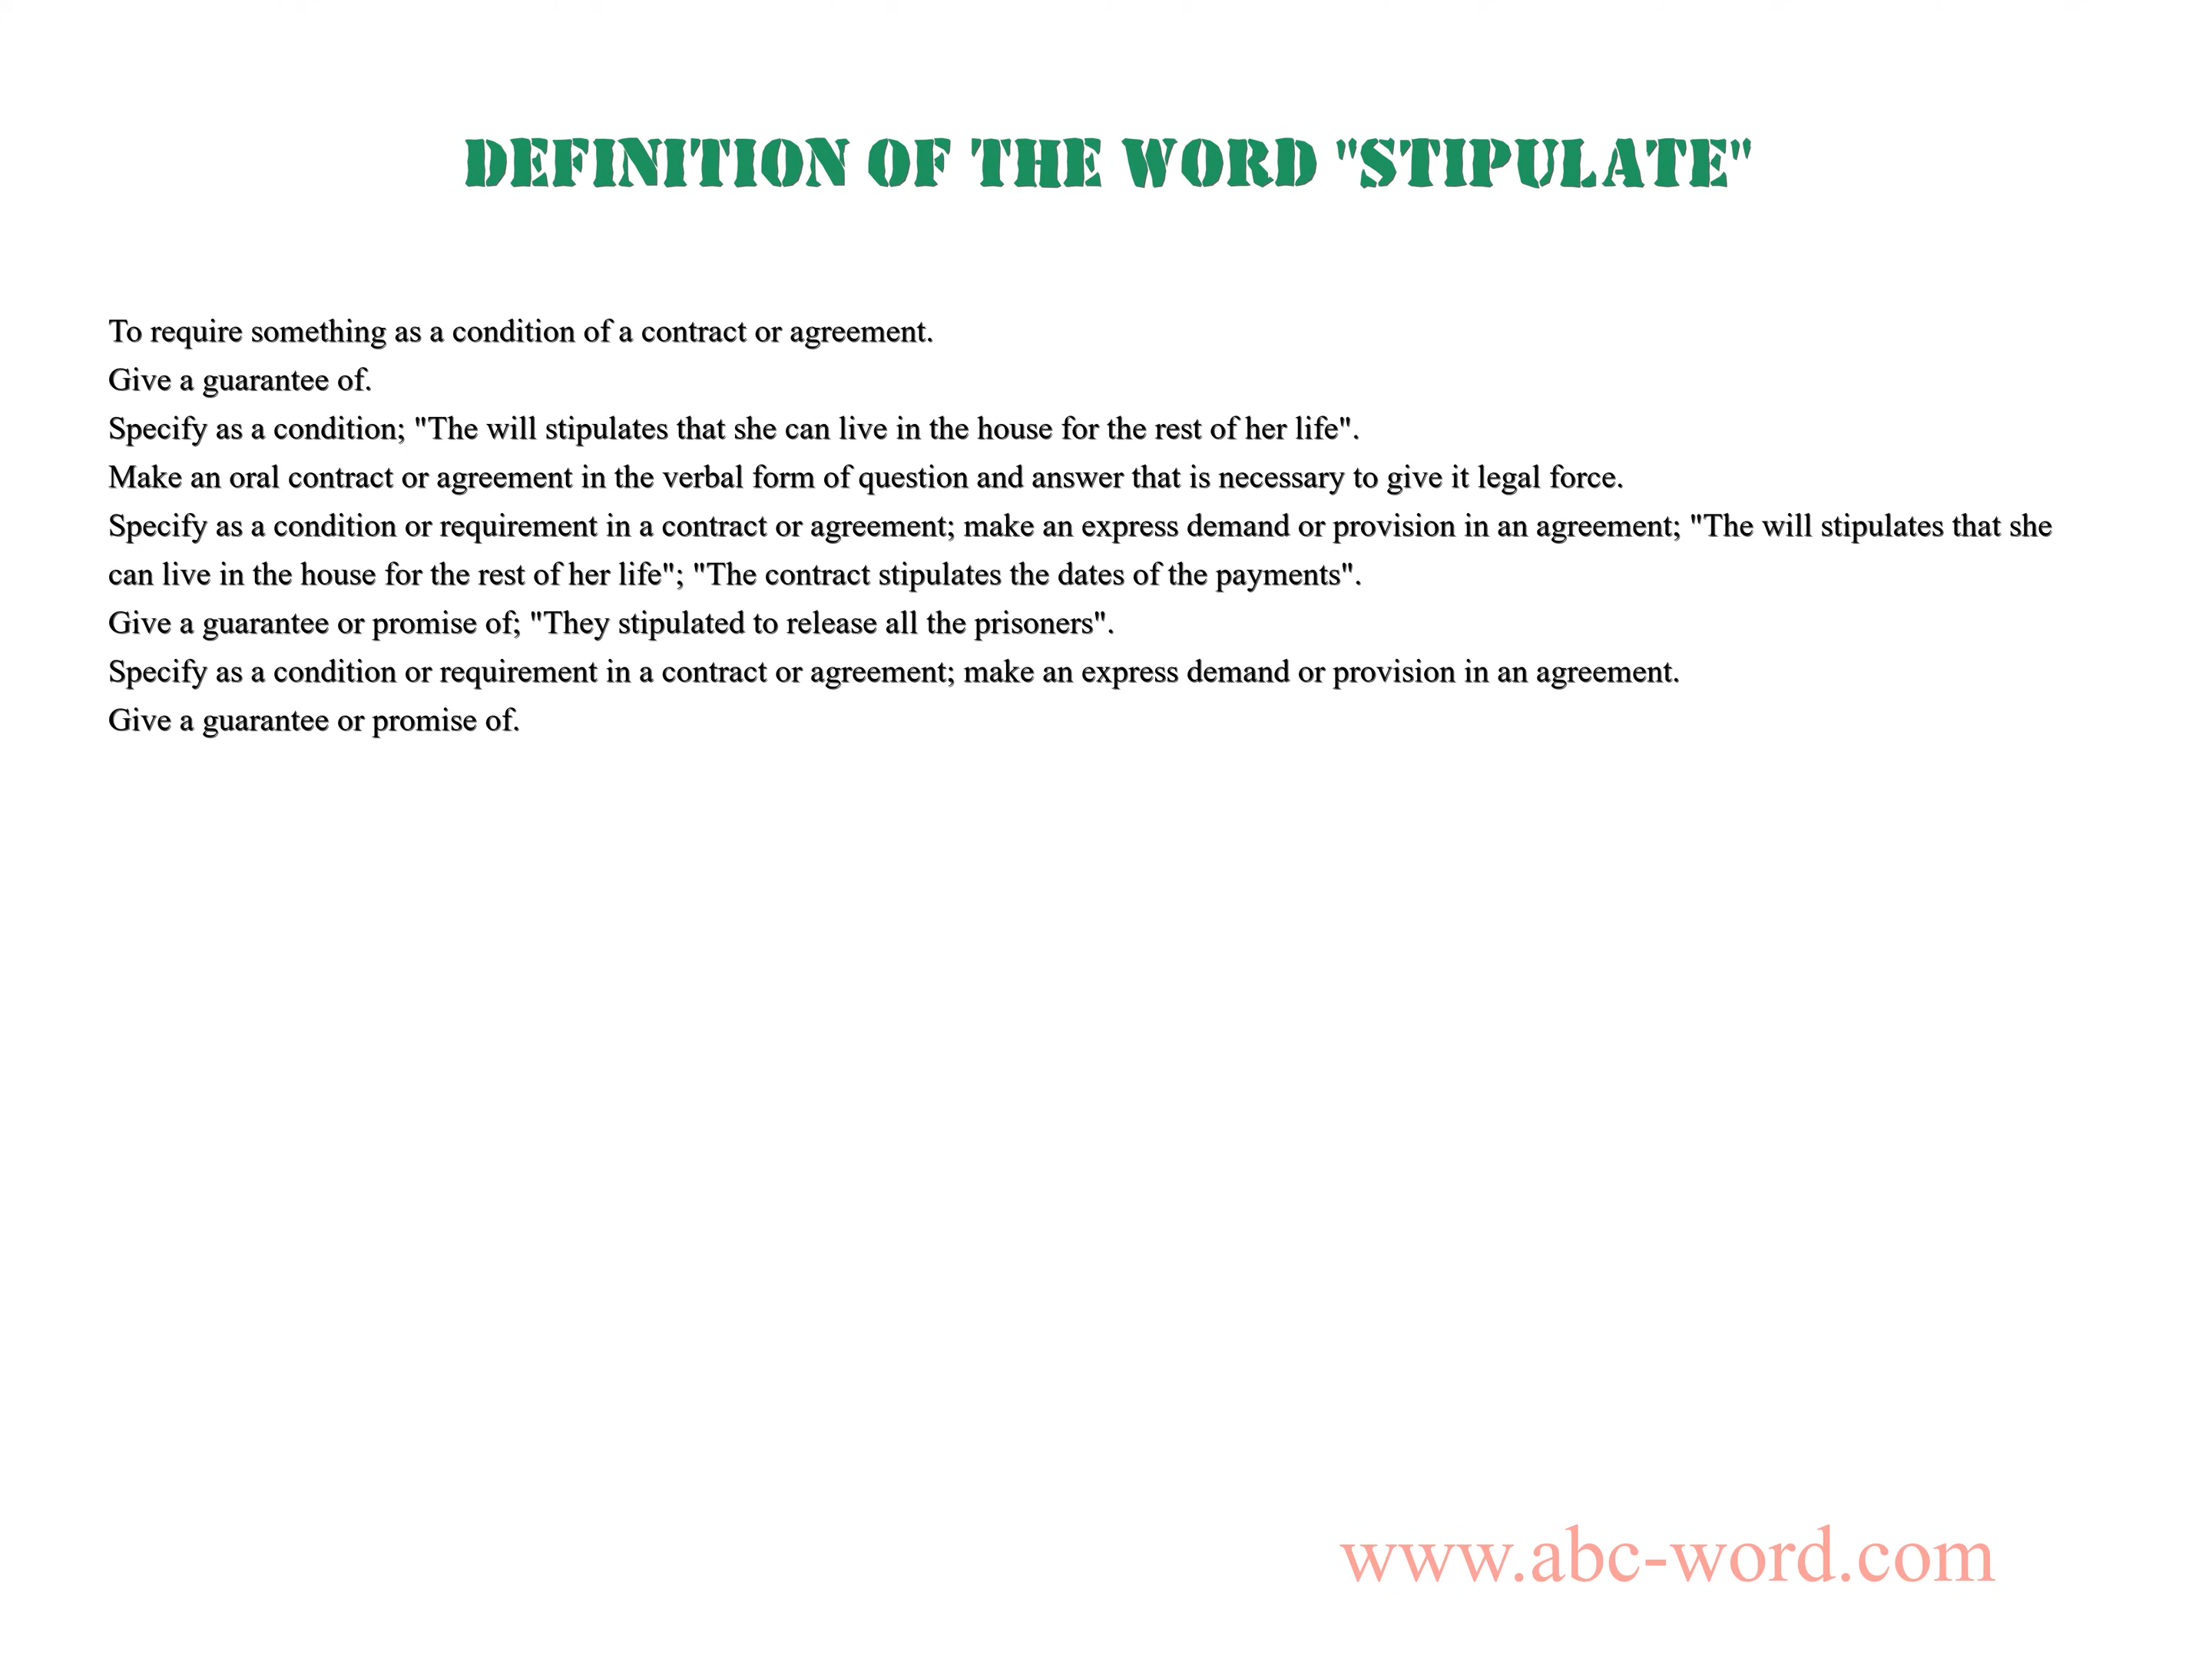 DEFINITION OF THE WORD "STIPULATE"
To require something as a condition of a contract or agreement.
Give a guarantee of.
Specify as a condition; "The will stipulates that she can live in the house for the rest of her life".
Make an oral contract or agreement in the verbal form of question and answer that is necessary to give it legal force.
Specify as a condition or requirement in a contract or agreement; make an express demand or provision in an agreement; "The will stipulates that she
can live in the house for the rest of her life"; "The contract stipulates the dates of the payments".
Give a guarantee or promise of; "They stipulated to release all the prisoners".
Specify as a condition or requirement in a contract or agreement; make an express demand or provision in an agreement.
Give a guarantee or promise of.
www.abc-word.com